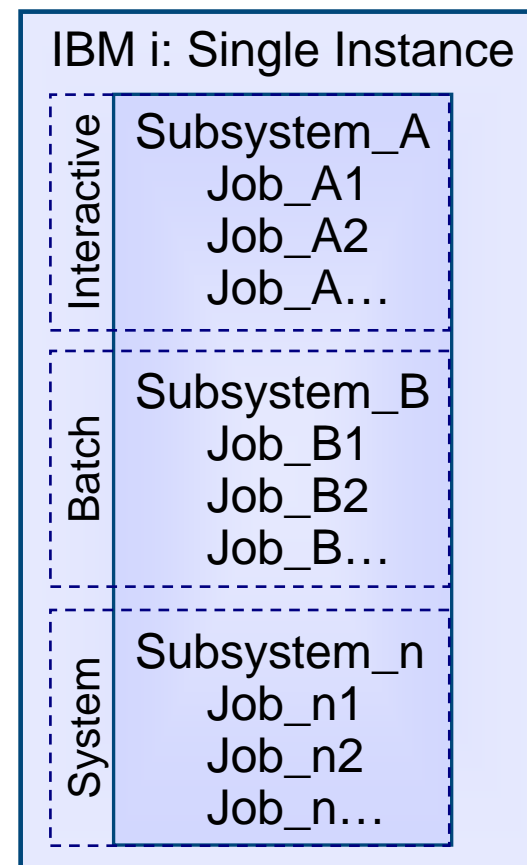 IBM i: Single Instance
Interactive
Subsystem_A
Job_A1
Job_A2
Job_A…
Batch
Subsystem_B
Job_B1
Job_B2
Job_B…
System
Subsystem_n
Job_n1
Job_n2
Job_n…